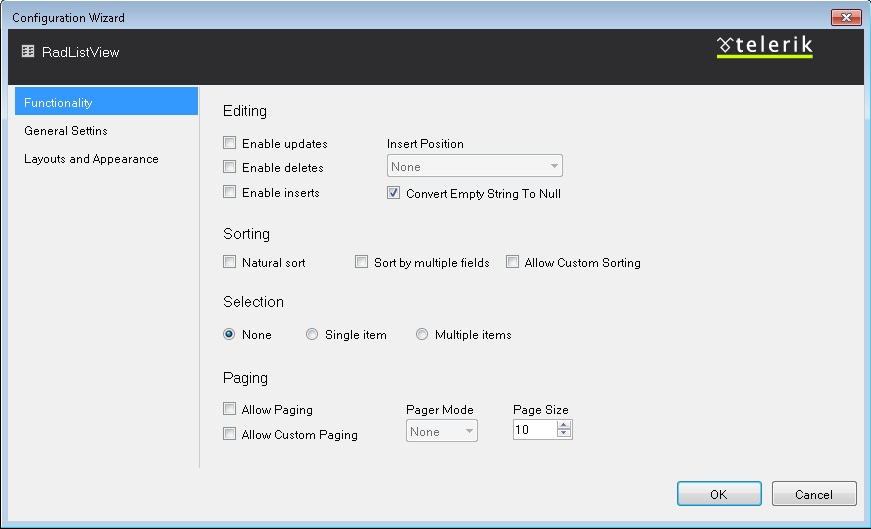 Configuration Wizard
RadListView
telerik
Functionality
General Settins
Layouts and Appearance
Editing
Enable updates
Insert Position
Enable deletes
None
Enable inserts
Convert Empty String To Null
Sorting
Natural sort Sort by multiple fields Allow Custom Sorting
Selection
None Single item Multiple items
Paging
Allow Paging Pager Mode Page Size
Allow Custom Paging None 10
OK Cancel